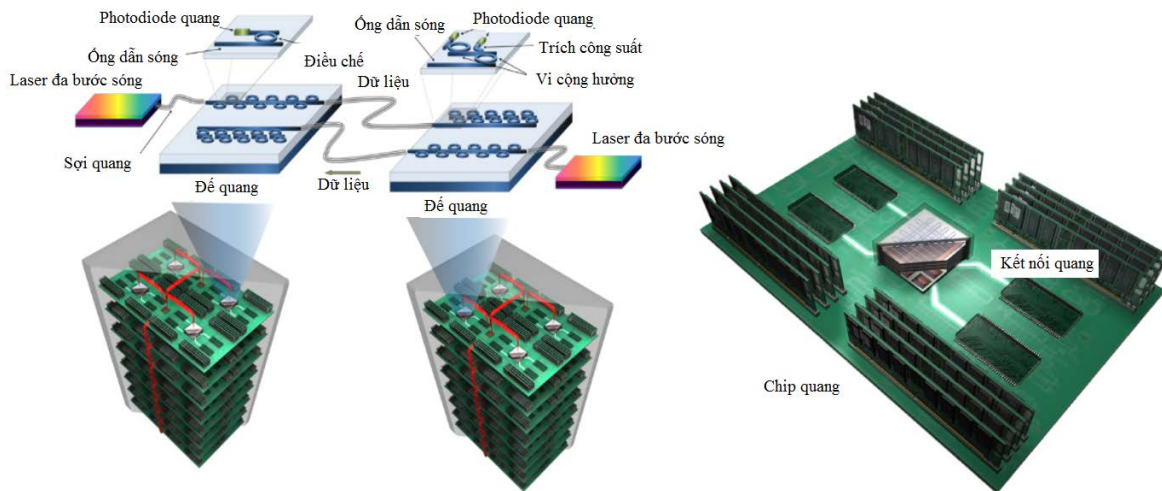 Photodiode quang
Ống dẫn sóng
Điều chế
Laser đa bước sóng
Sợi quang
Đế quang
Dữ liệu
Ống dẫn sóng
Photodiode quang
Trích công suất
Vi cộng hưởng
Laser đa bước sóng
Dữ liệu
Đế quang
Kết nối quang
Chip quang